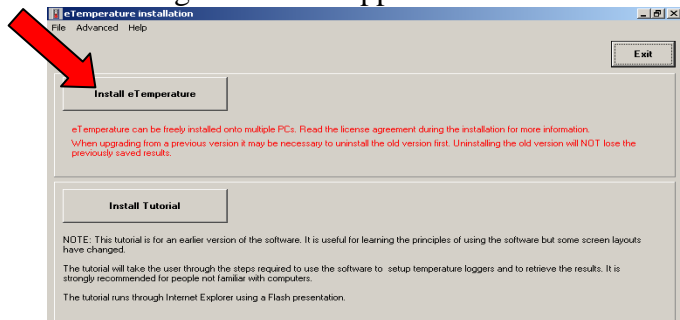 eTemperature installation
File Advanced Help
Exit
Install eTemperature
eTemperature can be freely installed onto multiple PCs. Read the license agreement during the installation for more information.
When upgrading from a previous version it may be necessary to uninstall the old version first. Uninstalling the old version will NOT lose the
previously saved results.
Install Tutorial
NOTE: This tutorial is for an earlier version of the software. It is useful for learning the principles of using the software but some screen layouts
have changed.
The tutorial will take the user through the steps required to use the software to setup temperature loggers and to retrieve the results. It is
strongly recommended for people not familiar with computers.
The tutorial runs through Internet Explorer using a Flash presentation.